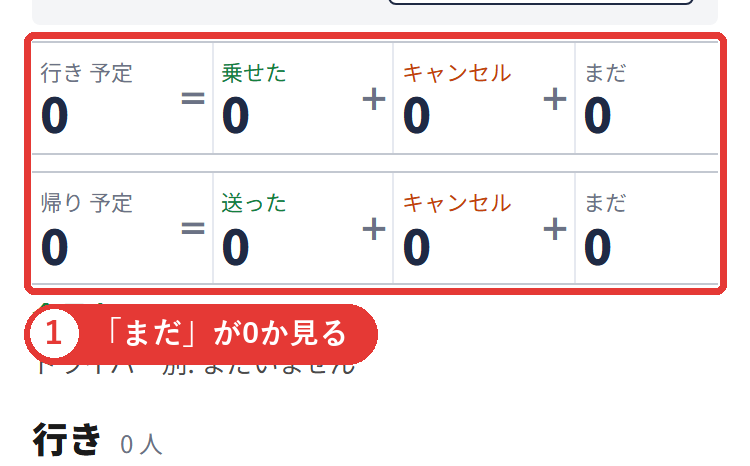 行き 予定 乗せた キャンセル まだ
0 = 0 + 0 + 0
帰り 予定 送った キャンセル まだ
0 = 0 + 0 + 0
1 「まだ」が0か見る
行き 0 人